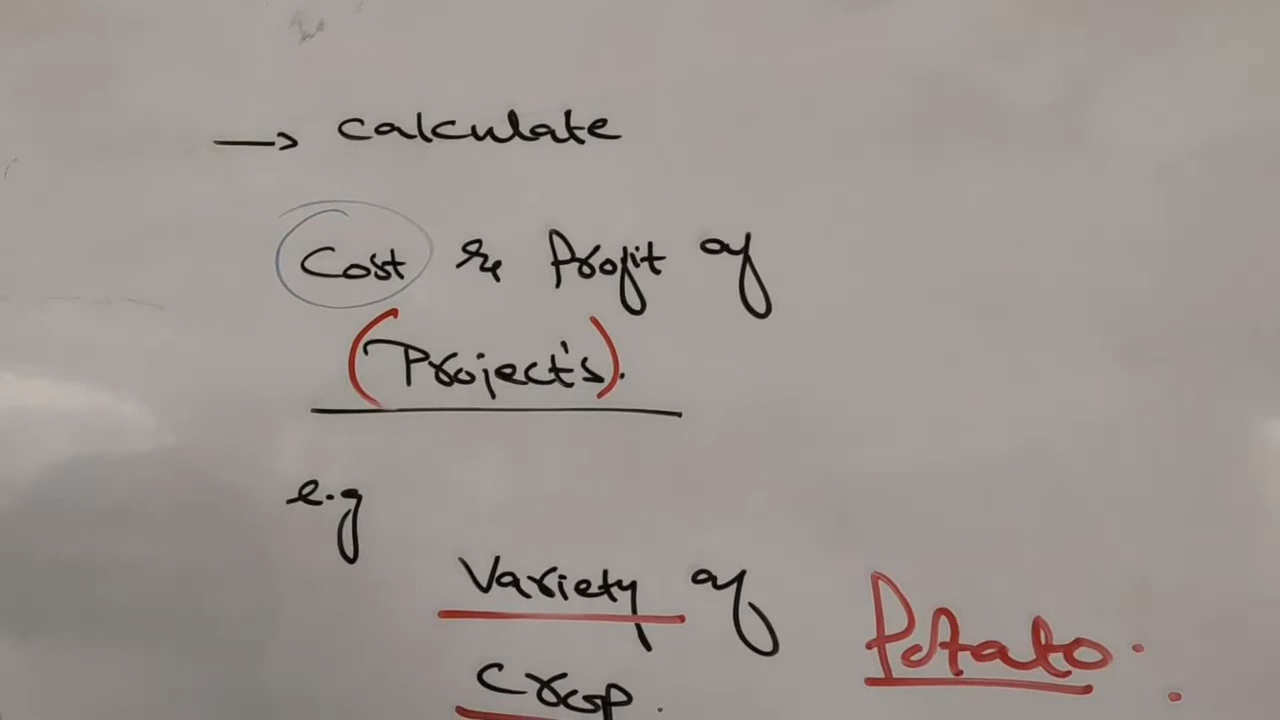 → Calculate
Cost & Profit of
(Project's).
e.g
Variety of
Potato.
Crop.